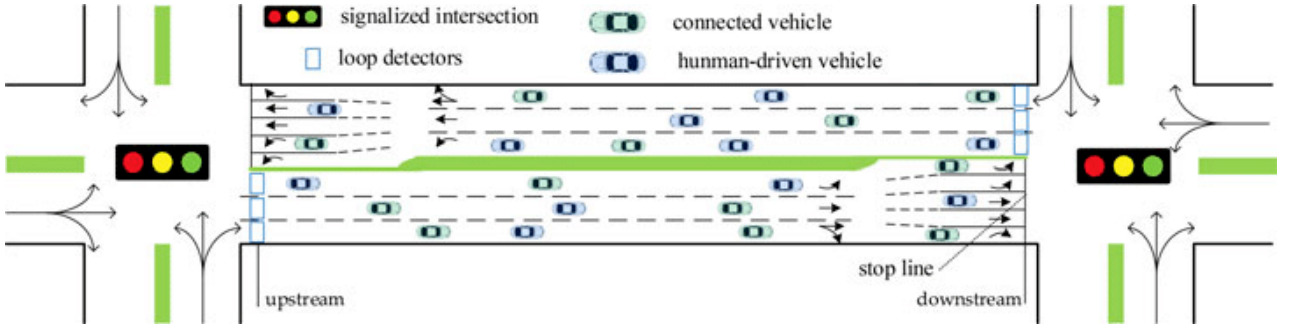 signalized intersection
connected vehicle
loop detectors
hunman-driven vehicle
stop line
upstream
downstream